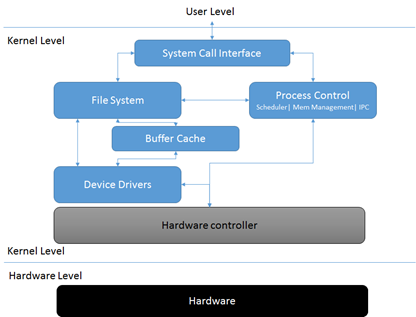 User Level
Kernel Level
System Call Interface
File System
Process Control
Scheduler| Mem Management| IPC
Buffer Cache
Device Drivers
Hardware controller
Kernel Level
Hardware Level
Hardware